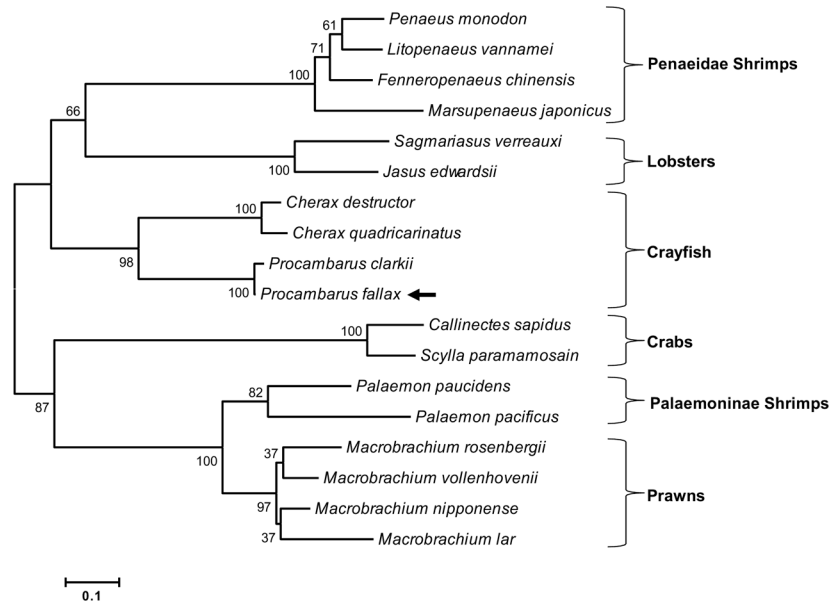 Penaeus monodon
61
Litopenaeus vannamei
71
Fenneropenaeus chinensis
100
Marsupenaeus japonicus
Penaeidae Shrimps
66
Sagmariasus verreauxi
100
Jasus edwardsii
Lobsters
Cherax destructor
100
Cherax quadricarinatus
98
Procambarus clarkii
100
Procambarus fallax
Crayfish
Callinectes sapidus
100
Scylla paramamosain
Crabs
87
Palaemon paucidens
82
Palaemon pacificus
Palaeminae Shrimps
100
Macrobrachium rosenbergii
37
Macrobrachium vollenhovenii
97
Macrobrachium nipponense
37
Macrobrachium lar
Prawns
0.1